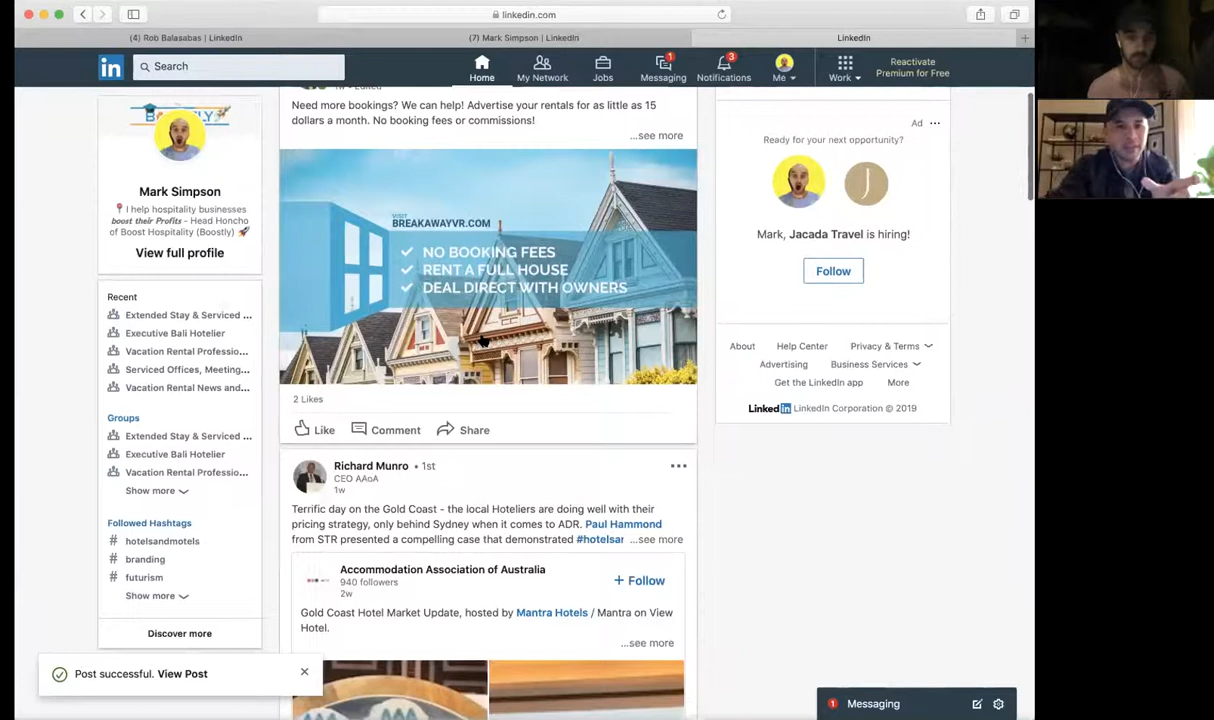 linkedin.com
(4) Rob Balasabas | LinkedIn
(7) Mark Simpson | LinkedIn
LinkedIn
in
Search
Home
My Network
Jobs
1
Messaging
3
Notifications
Me
Work
Reactivate
Premium for Free
Mark Simpson
I help hospitality businesses
boost their Profits - Head Honcho
of Boost Hospitality (Boostly)
View full profile
Recent
Extended Stay & Serviced ...
Executive Bali Hotelier
Vacation Rental Professio...
Serviced Offices, Meeting...
Vacation Rental News and...
Groups
Extended Stay & Serviced ...
Executive Bali Hotelier
Vacation Rental Professio...
Show more
Followed Hashtags
# hotelsandmotels
# branding
# futurism
Show more
Discover more
Post successful. View Post
Need more bookings? We can help! Advertise your rentals for as little as 15
dollars a month. No booking fees or commissions!
...see more
VISIT
BREAKAWAYVR.COM
NO BOOKING FEES
RENT A FULL HOUSE
DEAL DIRECT WITH OWNERS
2 Likes
Like
Comment
Share
Richard Munro • 1st
CEO AAoA
1w
Terrific day on the Gold Coast - the local Hoteliers are doing well with their
pricing strategy, only behind Sydney when it comes to ADR. Paul Hammond
from STR presented a compelling case that demonstrated #hotelsar ...see more
Accommodation Association of Australia
940 followers
2w
+ Follow
Gold Coast Hotel Market Update, hosted by Mantra Hotels / Mantra on View
Hotel.
...see more
Ad
Ready for your next opportunity?
J
Mark, Jacada Travel is hiring!
Follow
About
Help Center
Privacy & Terms
Advertising
Business Services
Get the LinkedIn app
More
LinkedIn LinkedIn Corporation © 2019
1
Messaging